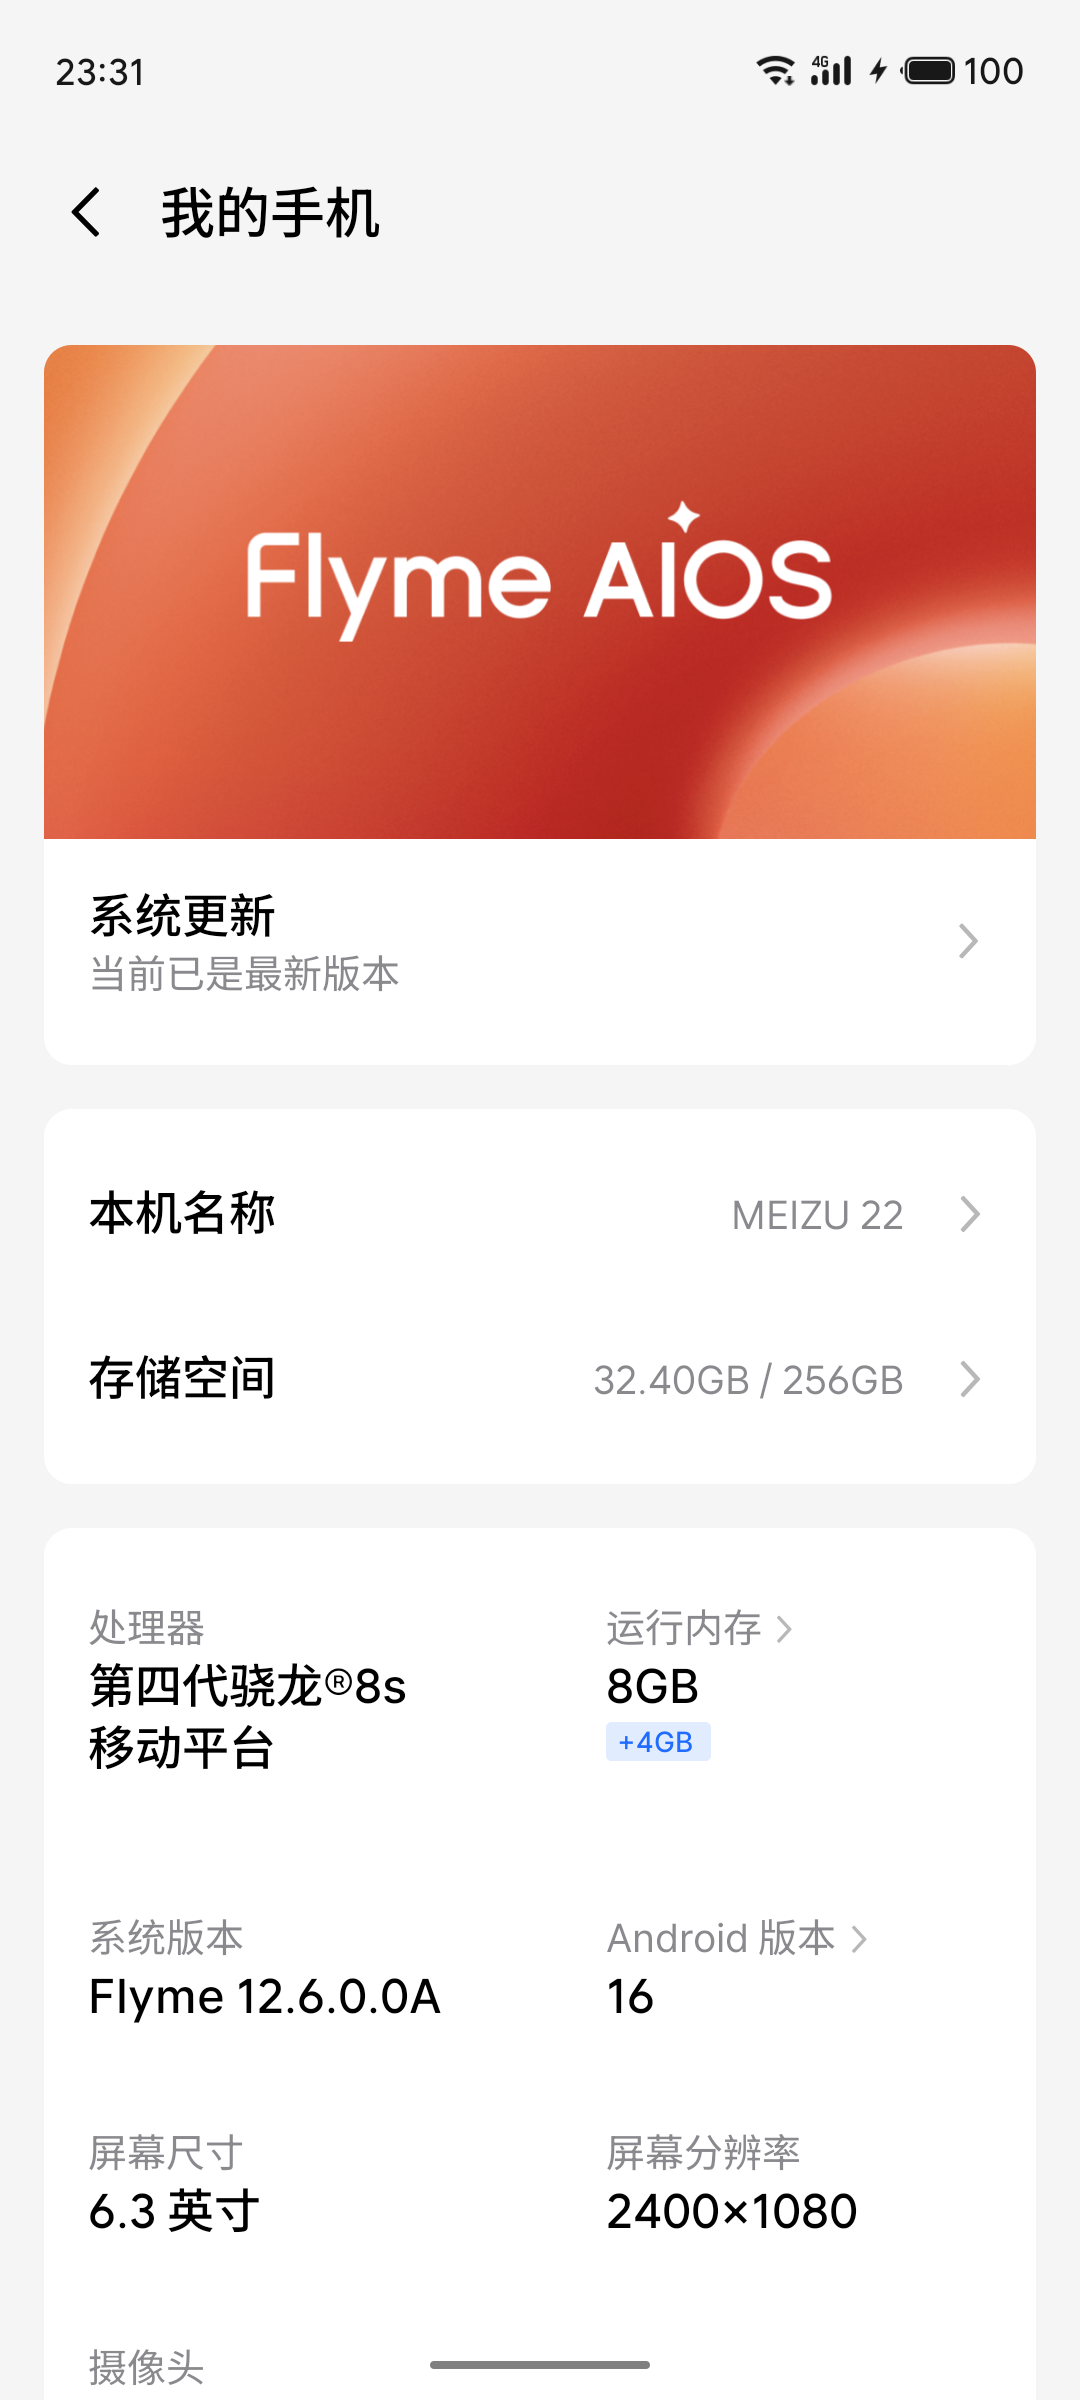 23:31
4G
100
我的手机
Flyme AIOS
系统更新
当前已是最新版本
本机名称
MEIZU 22
存储空间
32.40GB / 256GB
处理器
第四代骁龙®8s
移动平台
运行内存
8GB
+4GB
系统版本
Flyme 12.6.0.0A
Android 版本
16
屏幕尺寸
6.3 英寸
屏幕分辨率
2400×1080
摄像头